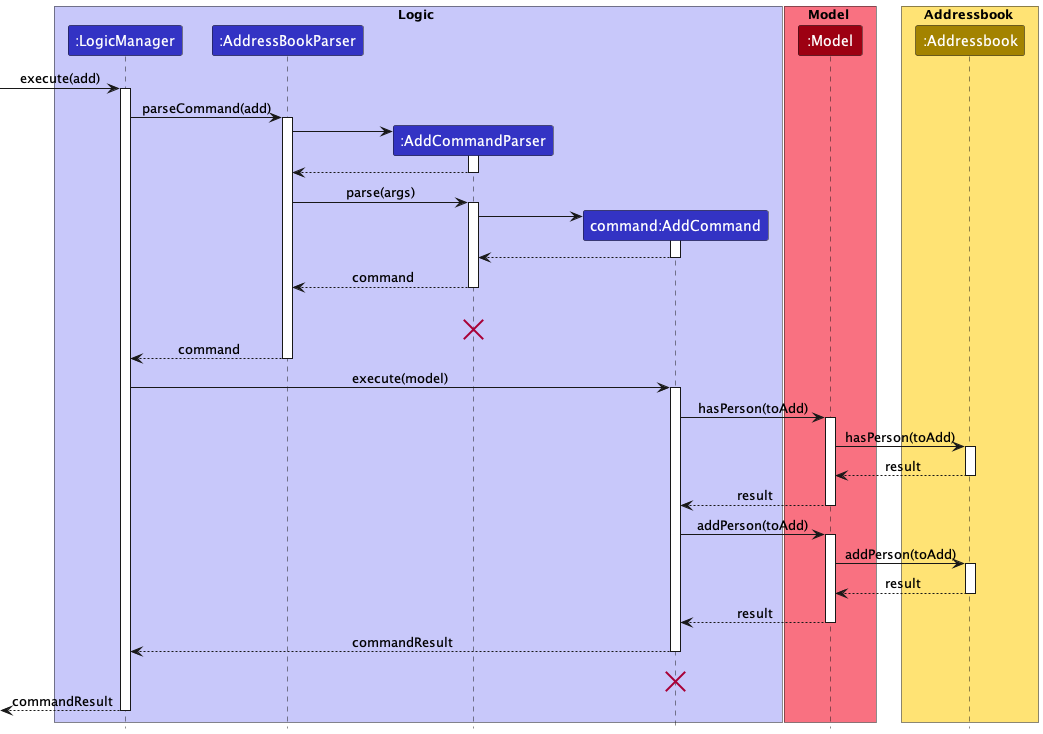 Logic
Model
Addressbook
:LogicManager
:AddressBookParser
:Model
:Addressbook
execute(add)
parseCommand(add)
:AddCommandParser
parse(args)
command:AddCommand
command
command
execute(model)
hasPerson(toAdd)
hasPerson(toAdd)
result
result
addPerson(toAdd)
addPerson(toAdd)
result
result
commandResult
commandResult